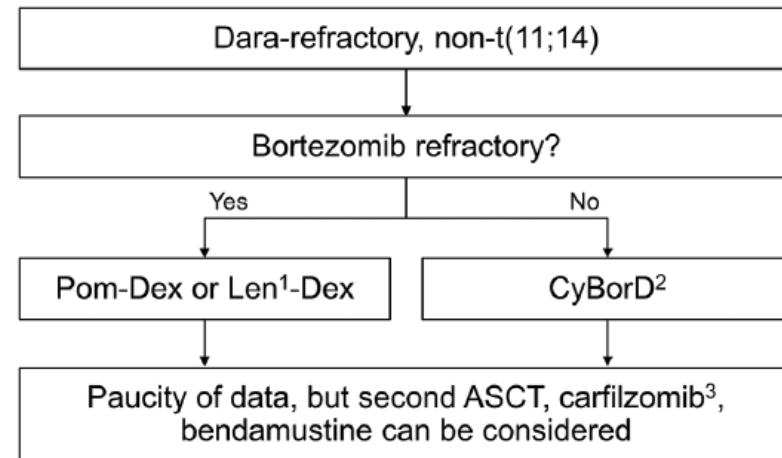 Dara-refractory, non-t(11;14)
Bortezomib refractory?
Yes
No
Pom-Dex or Len¹-Dex
CyBorD²
Paucity of data, but second ASCT, carfilzomib³,
bendamustine can be considered